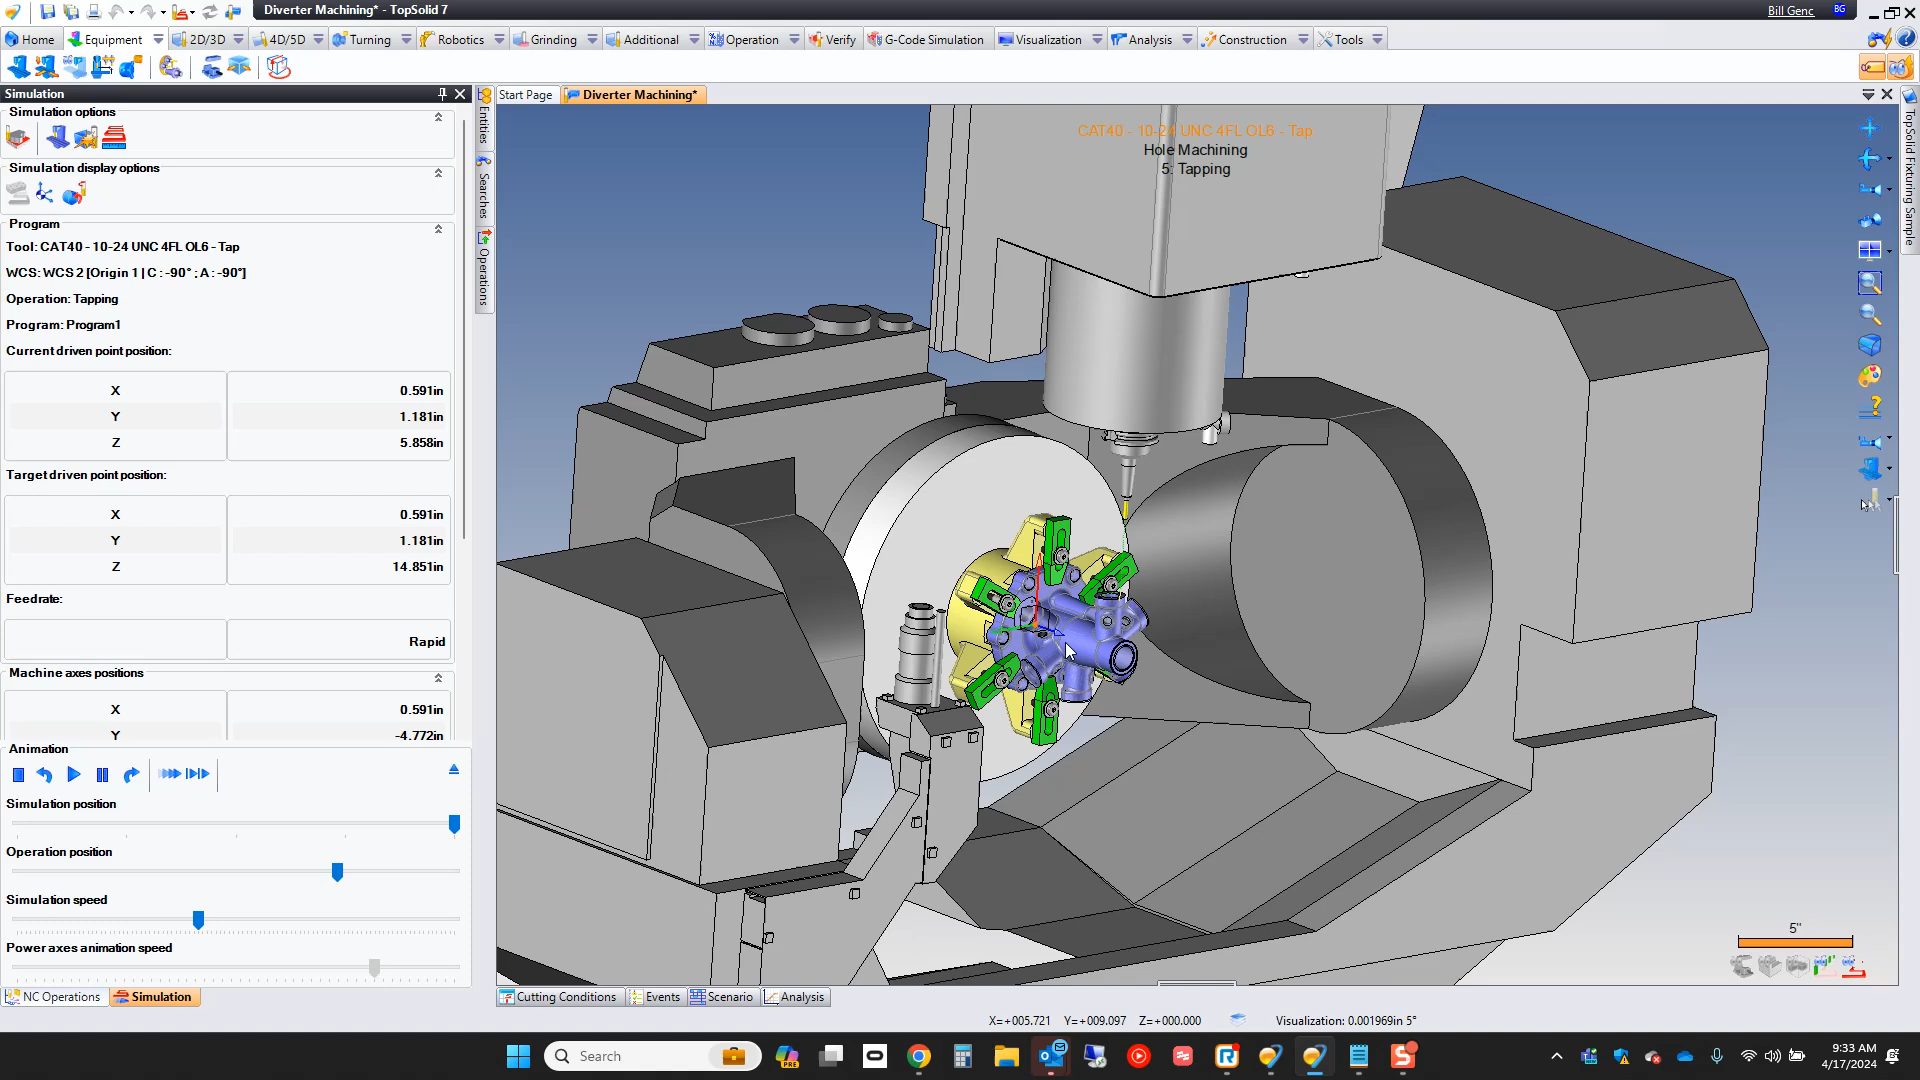 Diverter Machining* - TopSolid 7
Bill Genc
BG
Home
Equipment
2D/3D
4D/5D
Turning
Robotics
Grinding
Additional
Operation
Verify
G-Code Simulation
Visualization
Analysis
Construction
Tools
Simulation
Start Page
Diverter Machining*
Simulation options
Simulation display options
Program
Tool: CAT40 - 10-24 UNC 4FL OL6 - Tap
WCS: WCS 2 [Origin 1 | C : -90° ; A : -90°]
Operation: Tapping
Program: Program1
Current driven point position:
X 0.591in
Y 1.181in
Z 5.858in
Target driven point position:
X 0.591in
Y 1.181in
Z 14.851in
Feedrate:
Rapid
Machine axes positions
X 0.591in
Y -4.772in
Animation
Simulation position
Operation position
Simulation speed
Power axes animation speed
NC Operations
Simulation
Entities
Searches
Operations
CAT40 - 10-24 UNC 4FL OL6 - Tap
Hole Machining
5: Tapping
TopSolid Fixturing Sample
5"
Cutting Conditions
Events
Scenario
Analysis
X=+005.721 Y=+009.097 Z=+000.000
Visualization: 0.001969in 5°
Search
PRE
9:33 AM
4/17/2024